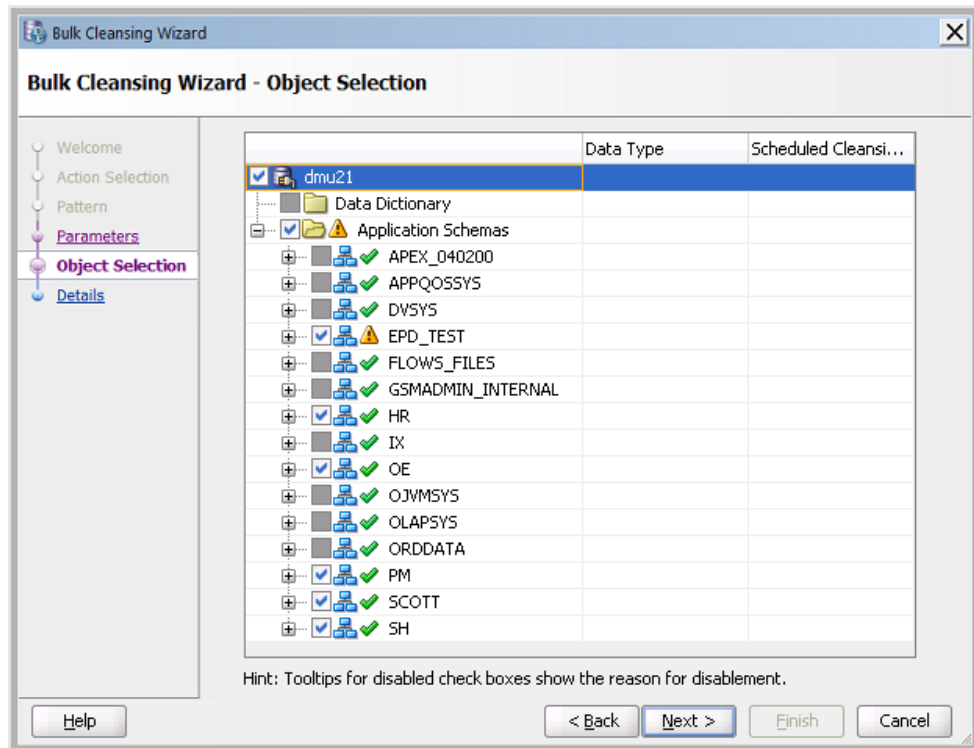 Bulk Cleansing Wizard
Bulk Cleansing Wizard - Object Selection
Welcome
Action Selection
Pattern
Parameters
Object Selection
Details
Data Type Scheduled Cleansi...
dmu21
Data Dictionary
Application Schemas
APEX_040200
APPQOSSYS
DVSYS
EPD_TEST
FLOWS_FILES
GSMADMIN_INTERNAL
HR
IX
OE
OJVMSYS
OLAPSYS
ORDDATA
PM
SCOTT
SH
Hint: Tooltips for disabled check boxes show the reason for disablement.
Help < Back Next > Finish Cancel